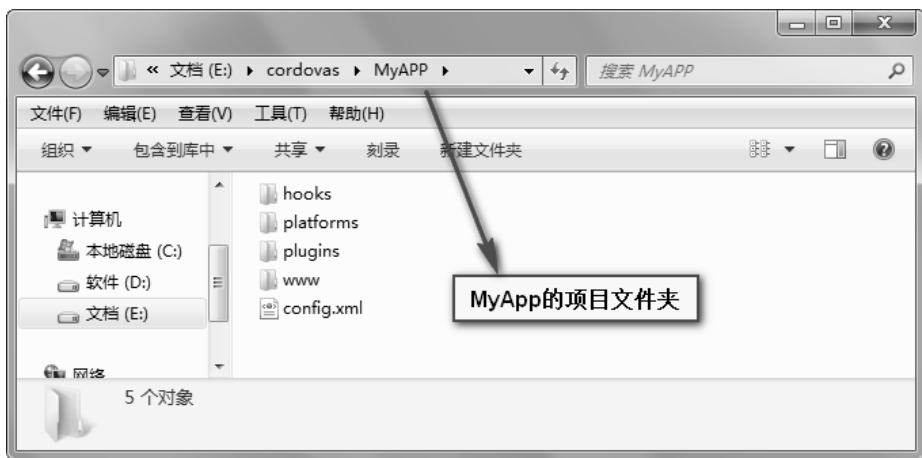 « 文档 (E:) ▸ cordovas ▸ MyAPP ▸
搜索 MyAPP
文件(F) 编辑(E) 查看(V) 工具(T) 帮助(H)
组织 包含到库中 共享 刻录 新建文件夹
计算机
本地磁盘 (C:)
软件 (D:)
文档 (E:)
网络
hooks
platforms
plugins
www
config.xml
MyApp的项目文件夹
5 个对象